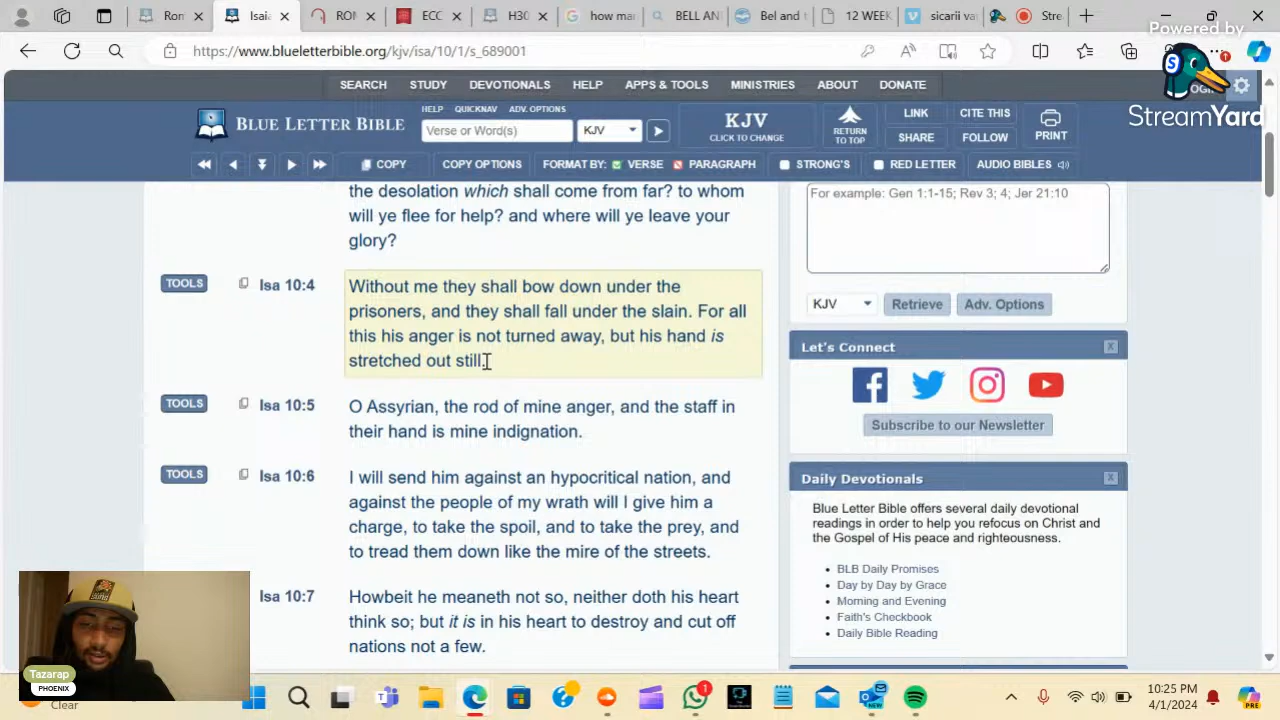 Ron
Isaia
RON
ECC
H30
how mar
BELL AN
Bel and t
12 WEEK
sicarii va
Stre
Powered by
https://www.blueletterbible.org/kjv/isa/10/1/s_689001
StreamYard
SEARCH STUDY DEVOTIONALS HELP APPS & TOOLS MINISTRIES ABOUT DONATE
BLUE LETTER BIBLE
HELP QUICKNAV ADV. OPTIONS
Verse or Word(s)
KJV
KJV
CLICK TO CHANGE
RETURN
TO TOP
LINK
CITE THIS
SHARE
FOLLOW
PRINT
COPY COPY OPTIONS FORMAT BY: VERSE PARAGRAPH STRONG'S RED LETTER AUDIO BIBLES
the desolation which shall come from far? to whom
will ye flee for help? and where will ye leave your
glory?
TOOLS
Isa 10:4
Without me they shall bow down under the
prisoners, and they shall fall under the slain. For all
this his anger is not turned away, but his hand is
stretched out still.
TOOLS
Isa 10:5
O Assyrian, the rod of mine anger, and the staff in
their hand is mine indignation.
TOOLS
Isa 10:6
I will send him against an hypocritical nation, and
against the people of my wrath will I give him a
charge, to take the spoil, and to take the prey, and
to tread them down like the mire of the streets.
Isa 10:7
Howbeit he meaneth not so, neither doth his heart
think so; but it is in his heart to destroy and cut off
nations not a few.
For example: Gen 1:1-15; Rev 3; 4; Jer 21:10
KJV
Retrieve
Adv. Options
Let's Connect
X
Subscribe to our Newsletter
Daily Devotionals
X
Blue Letter Bible offers several daily devotional
readings in order to help you refocus on Christ and
the Gospel of His peace and righteousness.
BLB Daily Promises
Day by Day by Grace
Morning and Evening
Faith's Checkbook
Daily Bible Reading
Tazarap
PHOENIX
Clear
1
NEW
10:25 PM
4/1/2024
PRE